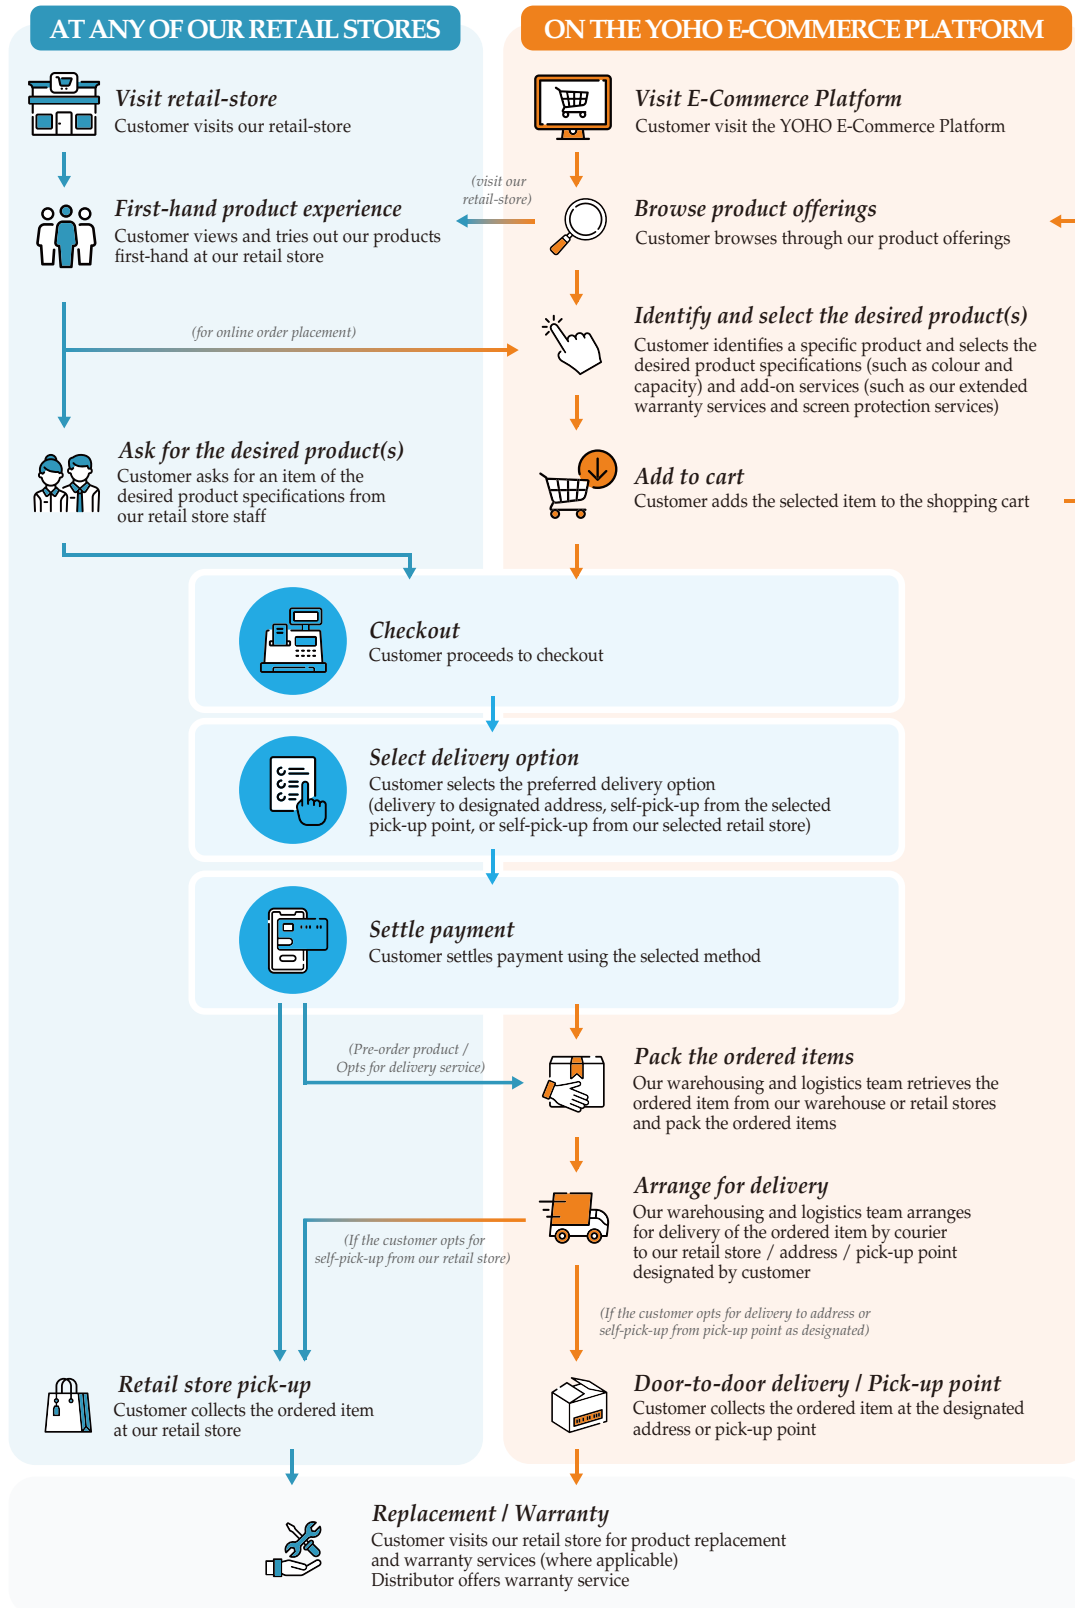 AT ANY OF OUR RETAIL STORES
ON THE YOHO E-COMMERCE PLATFORM
Visit retail-store
Customer visits our retail-store
Visit E-Commerce Platform
Customer visit the YOHO E-Commerce Platform
(visit our
retail-store)
First-hand product experience
Customer views and tries out our products
first-hand at our retail store
Browse product offerings
Customer browses through our product offerings
(for online order placement)
Identify and select the desired product(s)
Customer identifies a specific product and selects the
desired product specifications (such as colour and
capacity) and add-on services (such as our extended
warranty services and screen protection services)
Ask for the desired product(s)
Customer asks for an item of the
desired product specifications from
our retail store staff
Add to cart
Customer adds the selected item to the shopping cart
Checkout
Customer proceeds to checkout
Select delivery option
Customer selects the preferred delivery option
(delivery to designated address, self-pick-up from the selected
pick-up point, or self-pick-up from our selected retail store)
Settle payment
Customer settles payment using the selected method
(Pre-order product /
Opts for delivery service)
Pack the ordered items
Our warehousing and logistics team retrieves the
ordered item from our warehouse or retail stores
and pack the ordered items
Arrange for delivery
Our warehousing and logistics team arranges
for delivery of the ordered item by courier
to our retail store / address / pick-up point
designated by customer
(If the customer opts for
self-pick-up from our retail store)
(If the customer opts for delivery to address or
self-pick-up from pick-up point as designated)
Retail store pick-up
Customer collects the ordered item
at our retail store
Door-to-door delivery / Pick-up point
Customer collects the ordered item at the designated
address or pick-up point
Replacement / Warranty
Customer visits our retail store for product replacement
and warranty services (where applicable)
Distributor offers warranty service